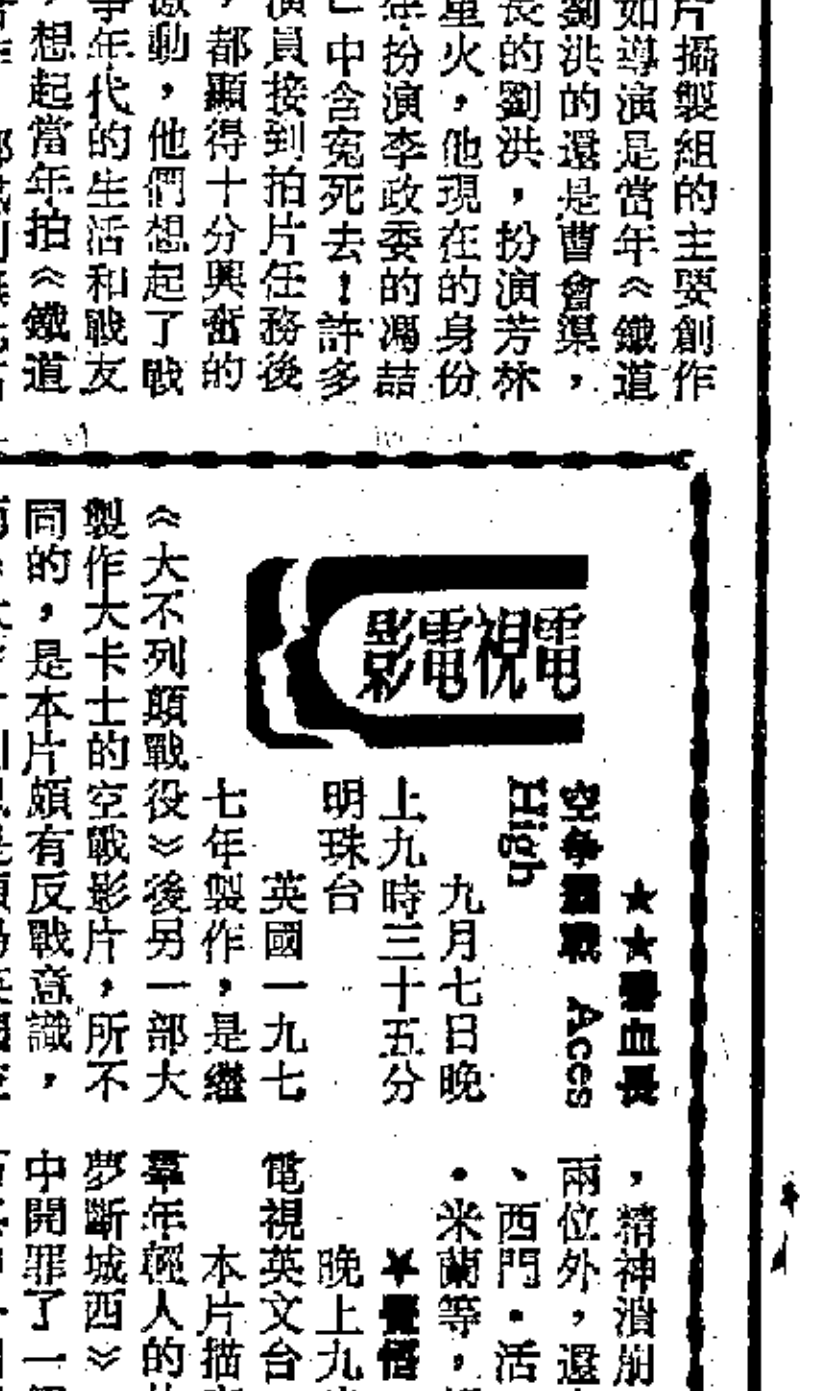 片攝製組的主要創作
如導演是當年《鐵道
劉洪的還是曹會渠，
長的劉洪，扮演芳林
星火，他現在的身份
年扮演李政委的馮喆
亡中含寃死去！許多
演員接到拍片任務後
，都顯得十分興奮的
激動，他們想起了戰
爭年代的生活和戰友
，想起當年拍《鐵道
電視電影
★★碧血長
空爭霸戰 Aces
High
九月七日晚
上九時三十五分
明珠台
英國一九七
七年製作，是繼
《大不列顛戰役》後另一部大
製作大卡士的空戰影片，所不
同的，是本片頗有反戰意識，
，精神濱崩
兩位外，還
、西門·活
·米蘭等，
★覺悟
晚上九
電視英文台
本片描
羣年輕人的
夢斷城西》
中開罪了一